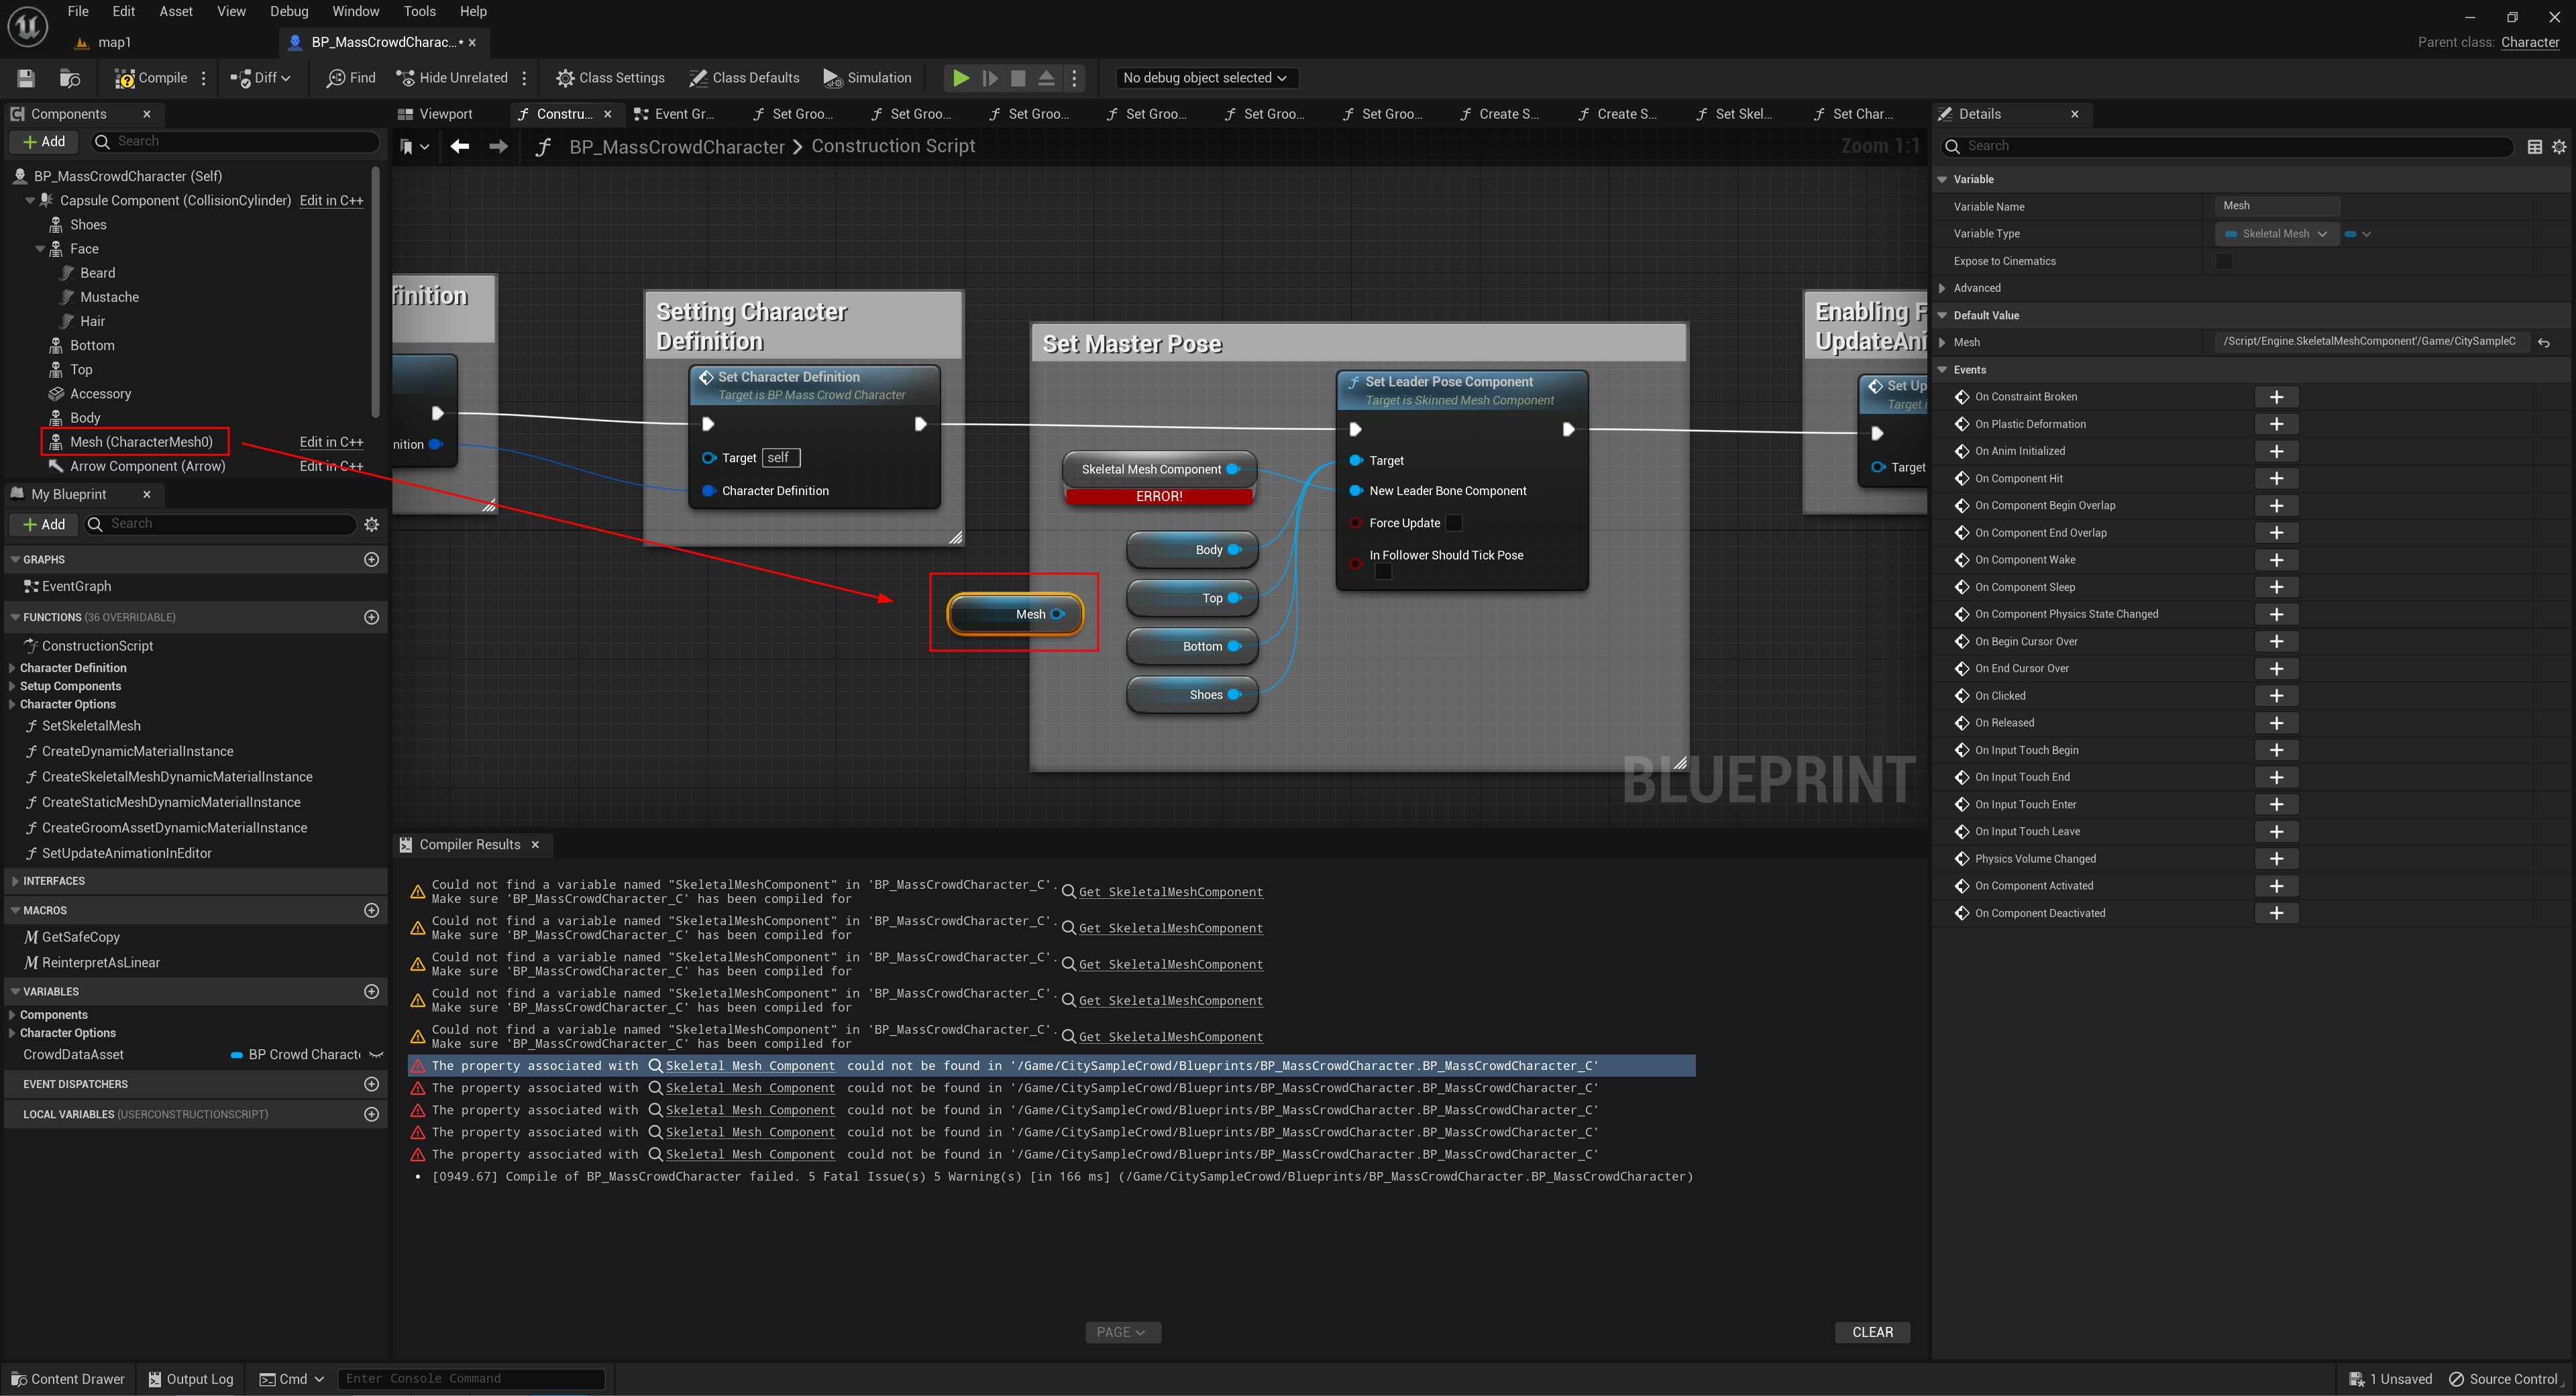 File Edit Asset View Debug Window Tools Help
map1
BP_MassCrowdCharac...*
Parent class: Character
Compile
Diff
Find
Hide Unrelated
Class Settings
Class Defaults
Simulation
No debug object selected
Components
Add
Search
BP_MassCrowdCharacter (Self)
Capsule Component (CollisionCylinder) Edit in C++
Shoes
Face
Beard
Mustache
Hair
Bottom
Top
Accessory
Body
Mesh (CharacterMesh0) Edit in C++
Arrow Component (Arrow) Edit in C++
My Blueprint
Add
Search
GRAPHS
EventGraph
FUNCTIONS (36 OVERRIDABLE)
ConstructionScript
Character Definition
Setup Components
Character Options
SetSkeletalMesh
CreateDynamicMaterialInstance
CreateSkeletalMeshDynamicMaterialInstance
CreateStaticMeshDynamicMaterialInstance
CreateGroomAssetDynamicMaterialInstance
SetUpdateAnimationInEditor
INTERFACES
MACROS
GetSafeCopy
ReinterpretAsLinear
VARIABLES
Components
Character Options
CrowdDataAsset BP Crowd Charact
EVENT DISPATCHERS
LOCAL VARIABLES (USERCONSTRUCTIONSCRIPT)
Viewport
Constru...
Event Gr...
Set Groo...
Set Groo...
Set Groo...
Set Groo...
Set Groo...
Set Groo...
Create S...
Create S...
Set Skel...
Set Char...
BP_MassCrowdCharacter > Construction Script
Zoom 1:1
finition
nition
Setting Character
Definition
Set Character Definition
Target is BP Mass Crowd Character
Target self
Character Definition
Set Master Pose
Set Leader Pose Component
Target is Skinned Mesh Component
Skeletal Mesh Component
ERROR!
Target
New Leader Bone Component
Force Update
In Follower Should Tick Pose
Body
Top
Mesh
Bottom
Shoes
Enabling F
UpdateAni
Set Up
Target i
Target
BLUEPRINT
Compiler Results
Could not find a variable named "SkeletalMeshComponent" in 'BP_MassCrowdCharacter_C'.
Make sure 'BP_MassCrowdCharacter_C' has been compiled for
Get SkeletalMeshComponent
Could not find a variable named "SkeletalMeshComponent" in 'BP_MassCrowdCharacter_C'.
Make sure 'BP_MassCrowdCharacter_C' has been compiled for
Get SkeletalMeshComponent
Could not find a variable named "SkeletalMeshComponent" in 'BP_MassCrowdCharacter_C'.
Make sure 'BP_MassCrowdCharacter_C' has been compiled for
Get SkeletalMeshComponent
Could not find a variable named "SkeletalMeshComponent" in 'BP_MassCrowdCharacter_C'.
Make sure 'BP_MassCrowdCharacter_C' has been compiled for
Get SkeletalMeshComponent
Could not find a variable named "SkeletalMeshComponent" in 'BP_MassCrowdCharacter_C'.
Make sure 'BP_MassCrowdCharacter_C' has been compiled for
Get SkeletalMeshComponent
The property associated with Skeletal Mesh Component could not be found in '/Game/CitySampleCrowd/Blueprints/BP_MassCrowdCharacter.BP_MassCrowdCharacter_C'
The property associated with Skeletal Mesh Component could not be found in '/Game/CitySampleCrowd/Blueprints/BP_MassCrowdCharacter.BP_MassCrowdCharacter_C'
The property associated with Skeletal Mesh Component could not be found in '/Game/CitySampleCrowd/Blueprints/BP_MassCrowdCharacter.BP_MassCrowdCharacter_C'
The property associated with Skeletal Mesh Component could not be found in '/Game/CitySampleCrowd/Blueprints/BP_MassCrowdCharacter.BP_MassCrowdCharacter_C'
The property associated with Skeletal Mesh Component could not be found in '/Game/CitySampleCrowd/Blueprints/BP_MassCrowdCharacter.BP_MassCrowdCharacter_C'
• [0949.67] Compile of BP_MassCrowdCharacter failed. 5 Fatal Issue(s) 5 Warning(s) [in 166 ms] (/Game/CitySampleCrowd/Blueprints/BP_MassCrowdCharacter.BP_MassCrowdCharacter)
PAGE
CLEAR
Details
Search
Variable
Variable Name Mesh
Variable Type Skeletal Mesh
Expose to Cinematics
Advanced
Default Value
Mesh /Script/Engine.SkeletalMeshComponent'/Game/CitySampleC
Events
On Constraint Broken
On Plastic Deformation
On Anim Initialized
On Component Hit
On Component Begin Overlap
On Component End Overlap
On Component Wake
On Component Sleep
On Component Physics State Changed
On Begin Cursor Over
On End Cursor Over
On Clicked
On Released
On Input Touch Begin
On Input Touch End
On Input Touch Enter
On Input Touch Leave
Physics Volume Changed
On Component Activated
On Component Deactivated
Content Drawer
Output Log
Cmd
Enter Console Command
1 Unsaved
Source Control